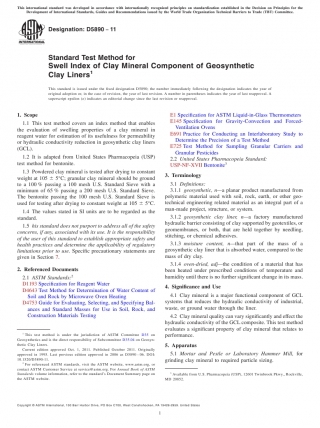 This international standard was developed in accordance with internationally recognized principles on standardization established in the Decision on Principles for the
Development of International Standards, Guides and Recommendations issued by the World Trade Organization Technical Barriers to Trade (TBT) Committee.
Designation: D5890 − 11
Standard Test Method for
Swell Index of Clay Mineral Component of Geosynthetic
Clay Liners1
This standard is issued under the fixed designation D5890; the number immediately following the designation indicates the year of
original adoption or, in the case of revision, the year of last revision. A number in parentheses indicates the year of last reapproval. A
superscript epsilon (ε) indicates an editorial change since the last revision or reapproval.
1. Scope
1.1 This test method covers an index method that enables
the evaluation of swelling properties of a clay mineral in
reagent water for estimation of its usefulness for permeability
or hydraulic conductivity reduction in geosynthetic clay liners
(GCL).
1.2 It is adapted from United States Pharmacopeia (USP)
test method for bentonite.
1.3 Powdered clay mineral is tested after drying to constant
weight at 105 ± 5°C; granular clay mineral should be ground
to a 100 % passing a 100 mesh U.S. Standard Sieve with a
minimum of 65 % passing a 200 mesh U.S. Standard Sieve.
The bentonite passing the 100 mesh U.S. Standard Sieve is
used for testing after drying to constant weight at 105 ± 5°C.
1.4 The values stated in SI units are to be regarded as the
standard.
1.5 his standard does not purport to address all of the safety
concerns, if any, associated with its use. It is the responsibility
of the user of this standard to establish appropriate safety and
health practices and determine the applicability of regulatory
limitations prior to use. Specific precautionary statements are
given in Section 7.
2. Referenced Documents
2.1 ASTM Standards:2
D1193 Specification for Reagent Water
D4643 Test Method for Determination of Water Content of
Soil and Rock by Microwave Oven Heating
D4753 Guide for Evaluating, Selecting, and Specifying Bal-
ances and Standard Masses for Use in Soil, Rock, and
Construction Materials Testing
1 This test method is under the jurisdiction of ASTM Committee D35 on
Geosynthetics and is the direct responsibility of Subcommittee D35.04 on Geosyn-
thetic Clay Liners.
Current edition approved
2 For referenced ASTM standards, visit the ASTM website, www.astm.org, or
contact ASTM Customer Service at service@astm.org. For Annual Book of ASTM
Standards volume information, refer to the standard's Document Summary page on
the ASTM website.
E1 Specification for ASTM Liquid-in-Glass Thermometers
E145 Specification for Gravity-Convection and Forced-
Ventilation Ovens
E691 Practice for Conducting an Interlaboratory Study to
Determine the Precision of a Test Method
E725 Test Method for Sampling Granular Carriers and
Granular Pesticides
2.2 United States Pharmacopeial Standard:
USP-NF-XVII Bentonite3
3. Terminology
3.1 Definitions:
3.1.1 geosynthetic, n—a planar product manufactured from
polymeric material used with soil, rock, earth, or other geo-
technical engineering related material as an integral part of a
man-made project, structure, or system.
3.1.2 geosynthetic clay liner, n—a factory manufactured
hydraulic barrier consisting of clay supported by geotextiles, or
geomembranes, or both, that are held together by needling,
stitching, or chemical adhesives.
3.1.3 moisture content, n—that part of the mass of a
geosynthetic clay liner that is absorbed water, compared to the
mass of dry clay.
3.1.4 oven-dried, adj—the condition of a material that has
been heated under prescribed conditions of temperature and
humidity until there is no further significant change in its mass.
4. Significance and Use
4.1 Clay mineral is a major functional component of GCL
systems that reduces the hydraulic conductivity of industrial,
waste, or ground water through the liner.
4.2 Clay mineral quality can vary significantly and affect the
hydraulic conductivity of the GCL composite. This test method
evaluates a significant property of clay mineral that relates to
performance.
5. Apparatus
5.1 Mortar and Pestle or Laboratory Hammer Mill, for
grinding clay mineral to required particle sizing.
3 Available from U.S. Pharmacopeia (USP), 12601 Twinbrook Pkwy., Rockville,
MD 20852.
Copyright © ASTM International, 100 Barr Harbor Drive, PO Box C700, West Conshohocken, PA 19428-2959. United States
1